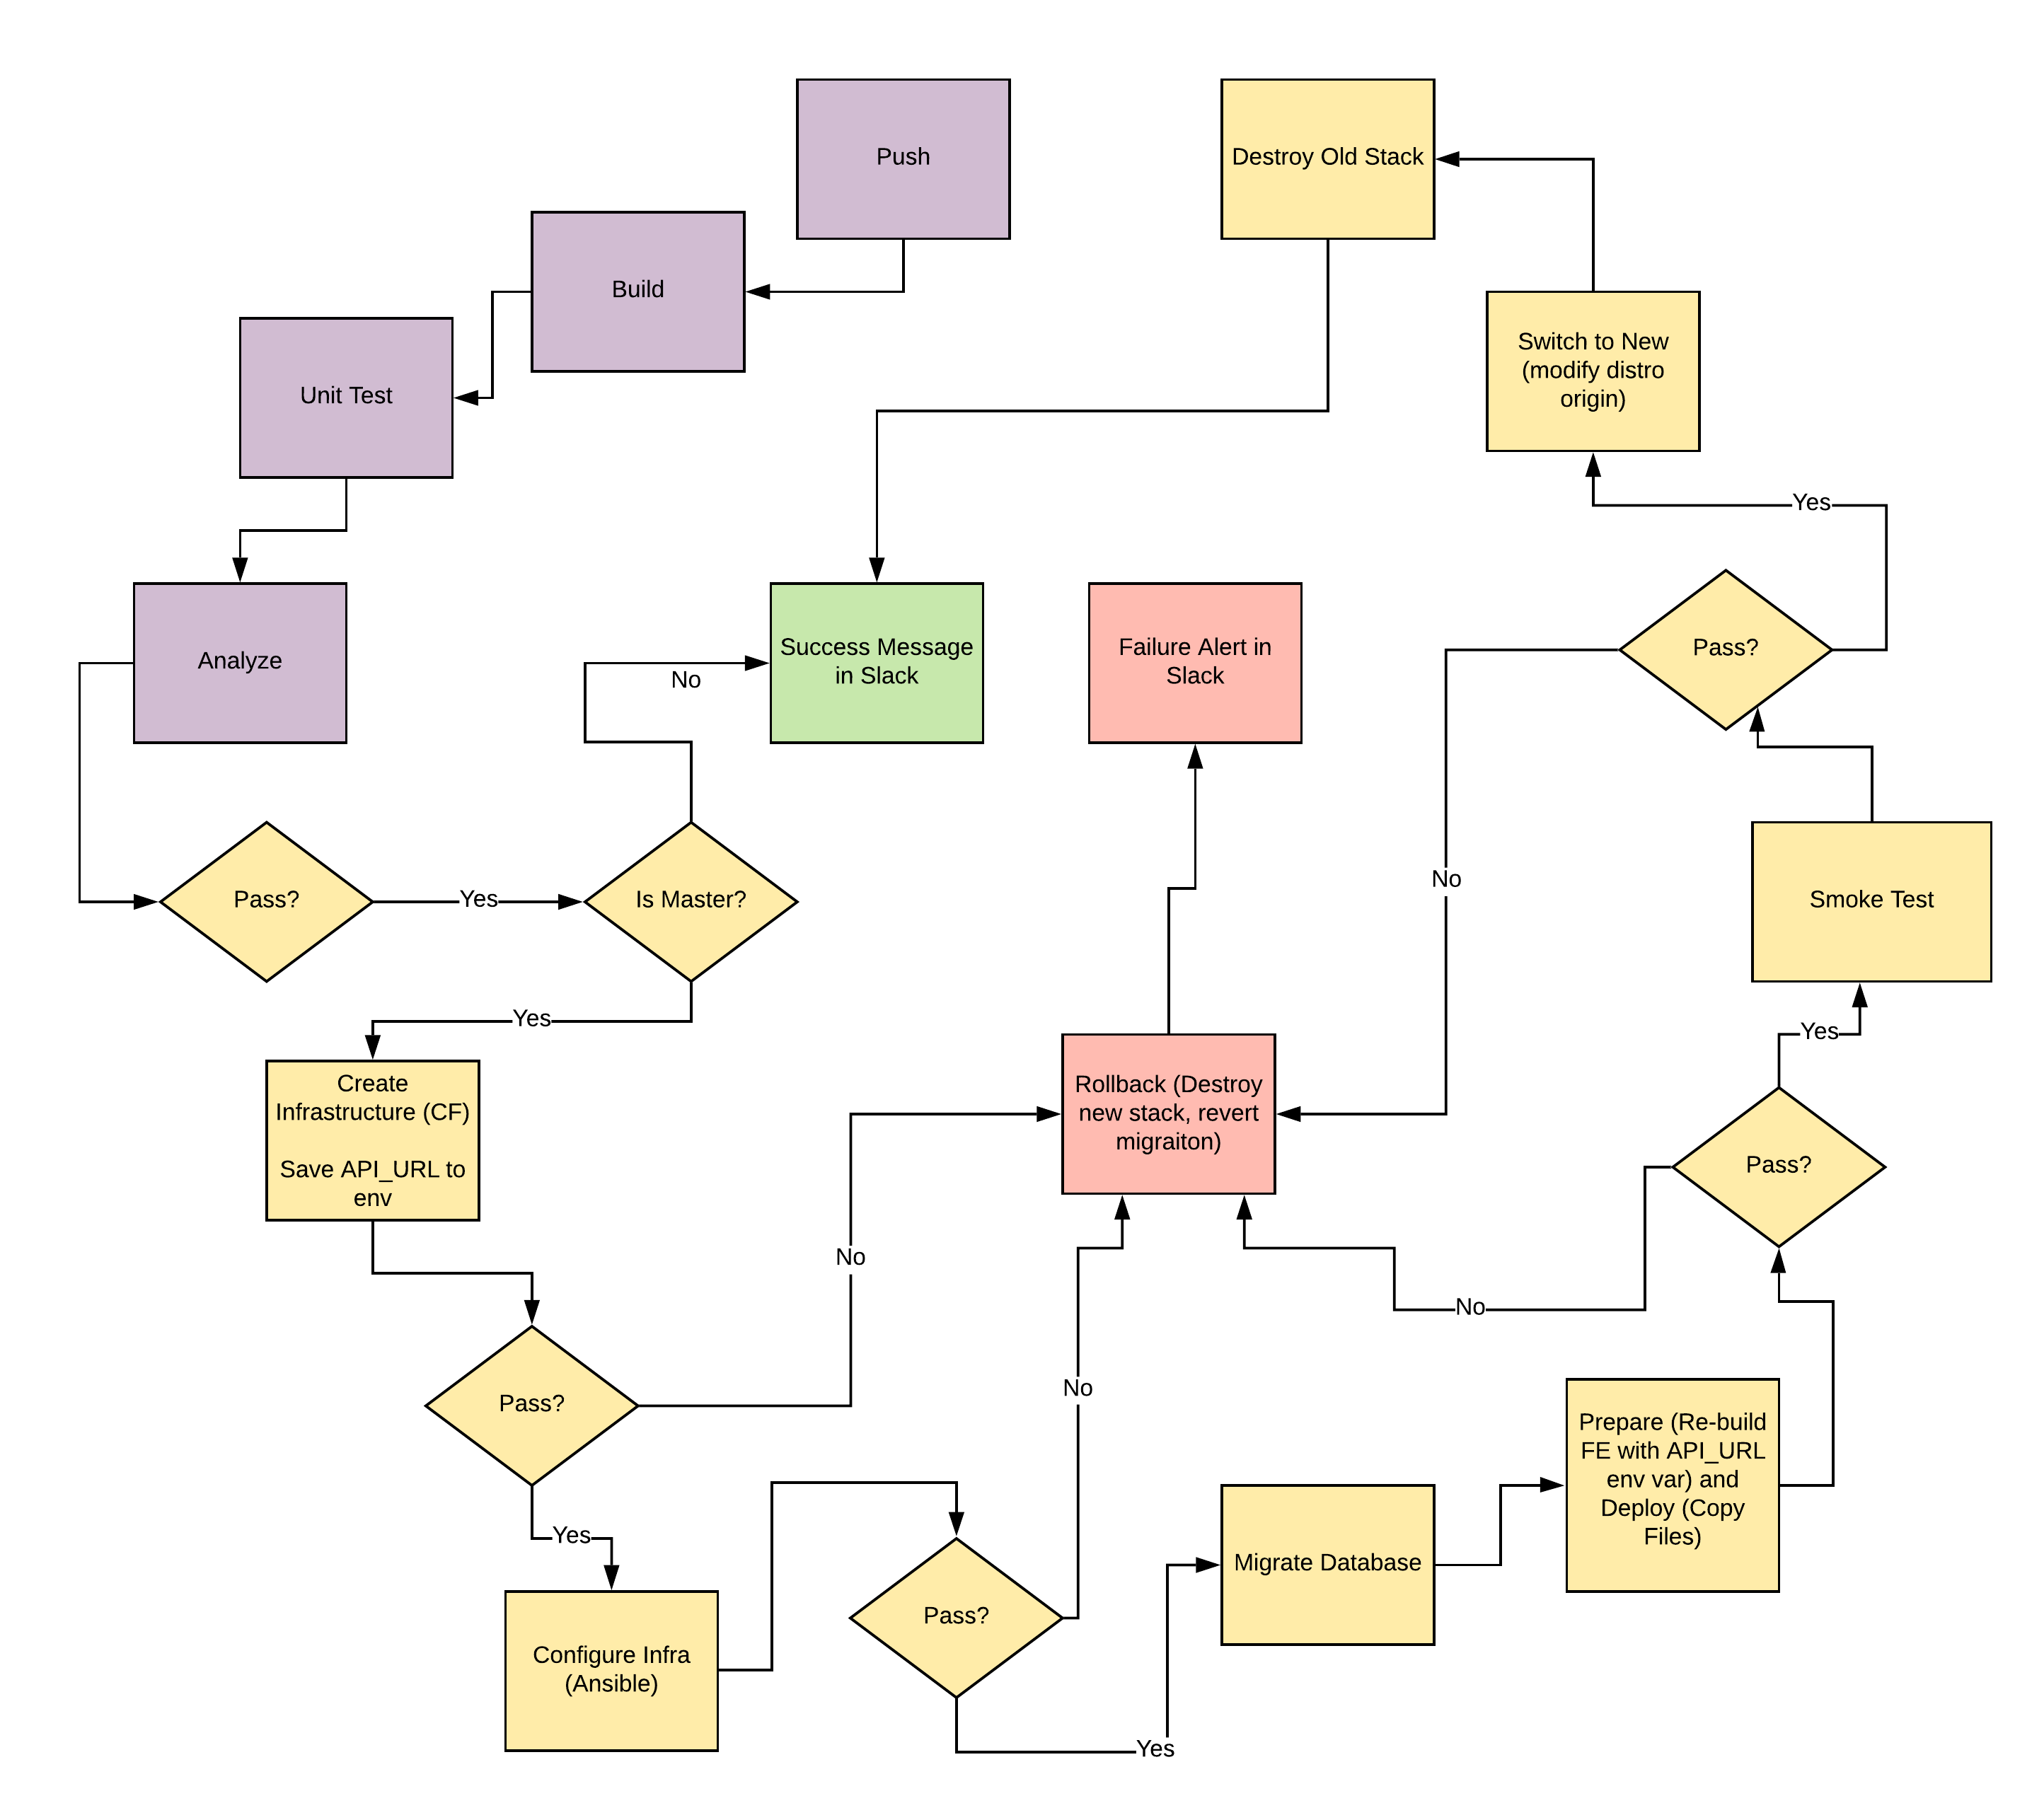 Push
Destroy Old Stack
Build
Switch to New
(modify distro
origin)
Unit Test
Yes
Analyze
Success Message
in Slack
Failure Alert in
Slack
Pass?
No
No
Pass?
Yes
Is Master?
Smoke Test
Yes
Yes
Create
Infrastructure (CF)
Save API_URL to
env
Rollback (Destroy
new stack, revert
migraiton)
Pass?
No
No
Pass?
No
Prepare (Re-build
FE with API_URL
env var) and
Deploy (Copy
Files)
Yes
Migrate Database
Pass?
Configure Infra
(Ansible)
Yes